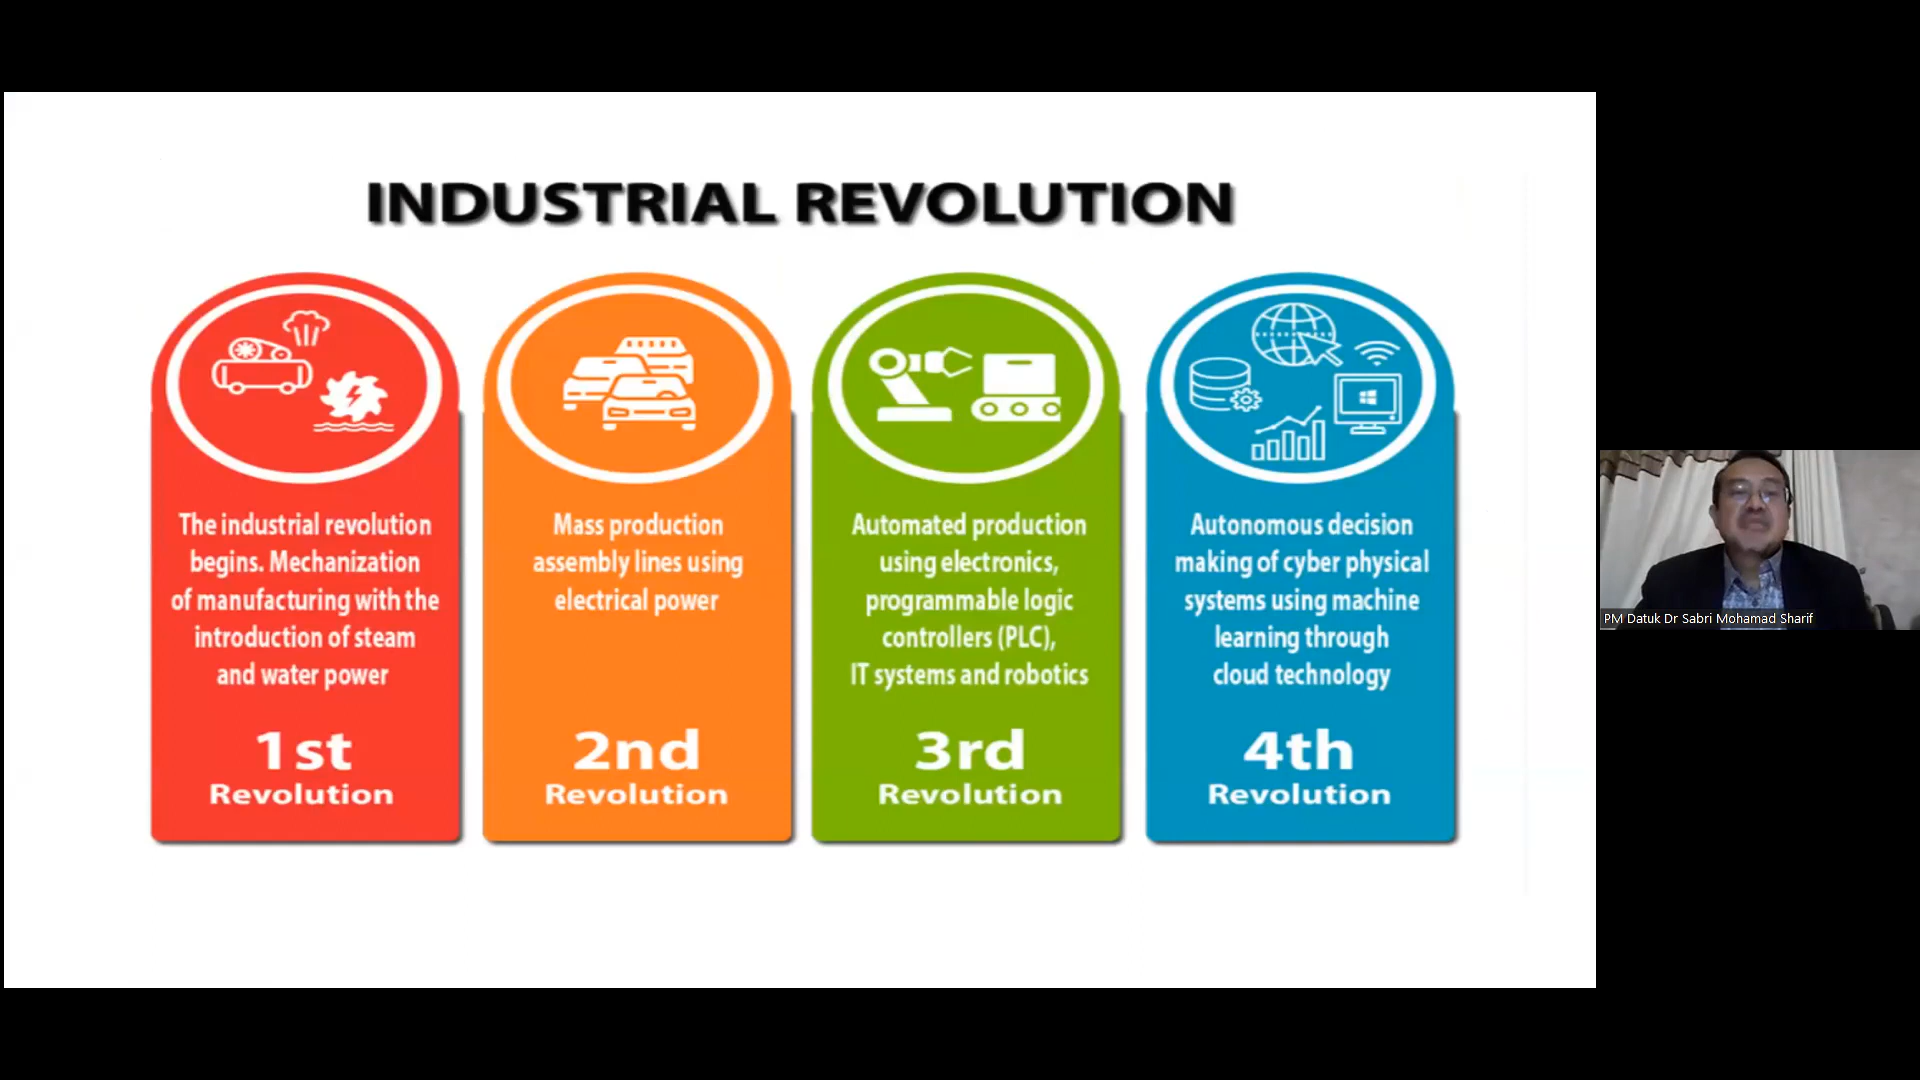 INDUSTRIAL REVOLUTION
The industrial revolution
begins. Mechanization
of manufacturing with the
introduction of steam
and water power
1st
Revolution
Mass production
assembly lines using
electrical power
2nd
Revolution
Automated production
using electronics,
programmable logic
controllers (PLC),
IT systems and robotics
3rd
Revolution
Autonomous decision
making of cyber physical
systems using machine
learning through
cloud technology
4th
Revolution
PM Datuk Dr Sabri Mohamad Sharif